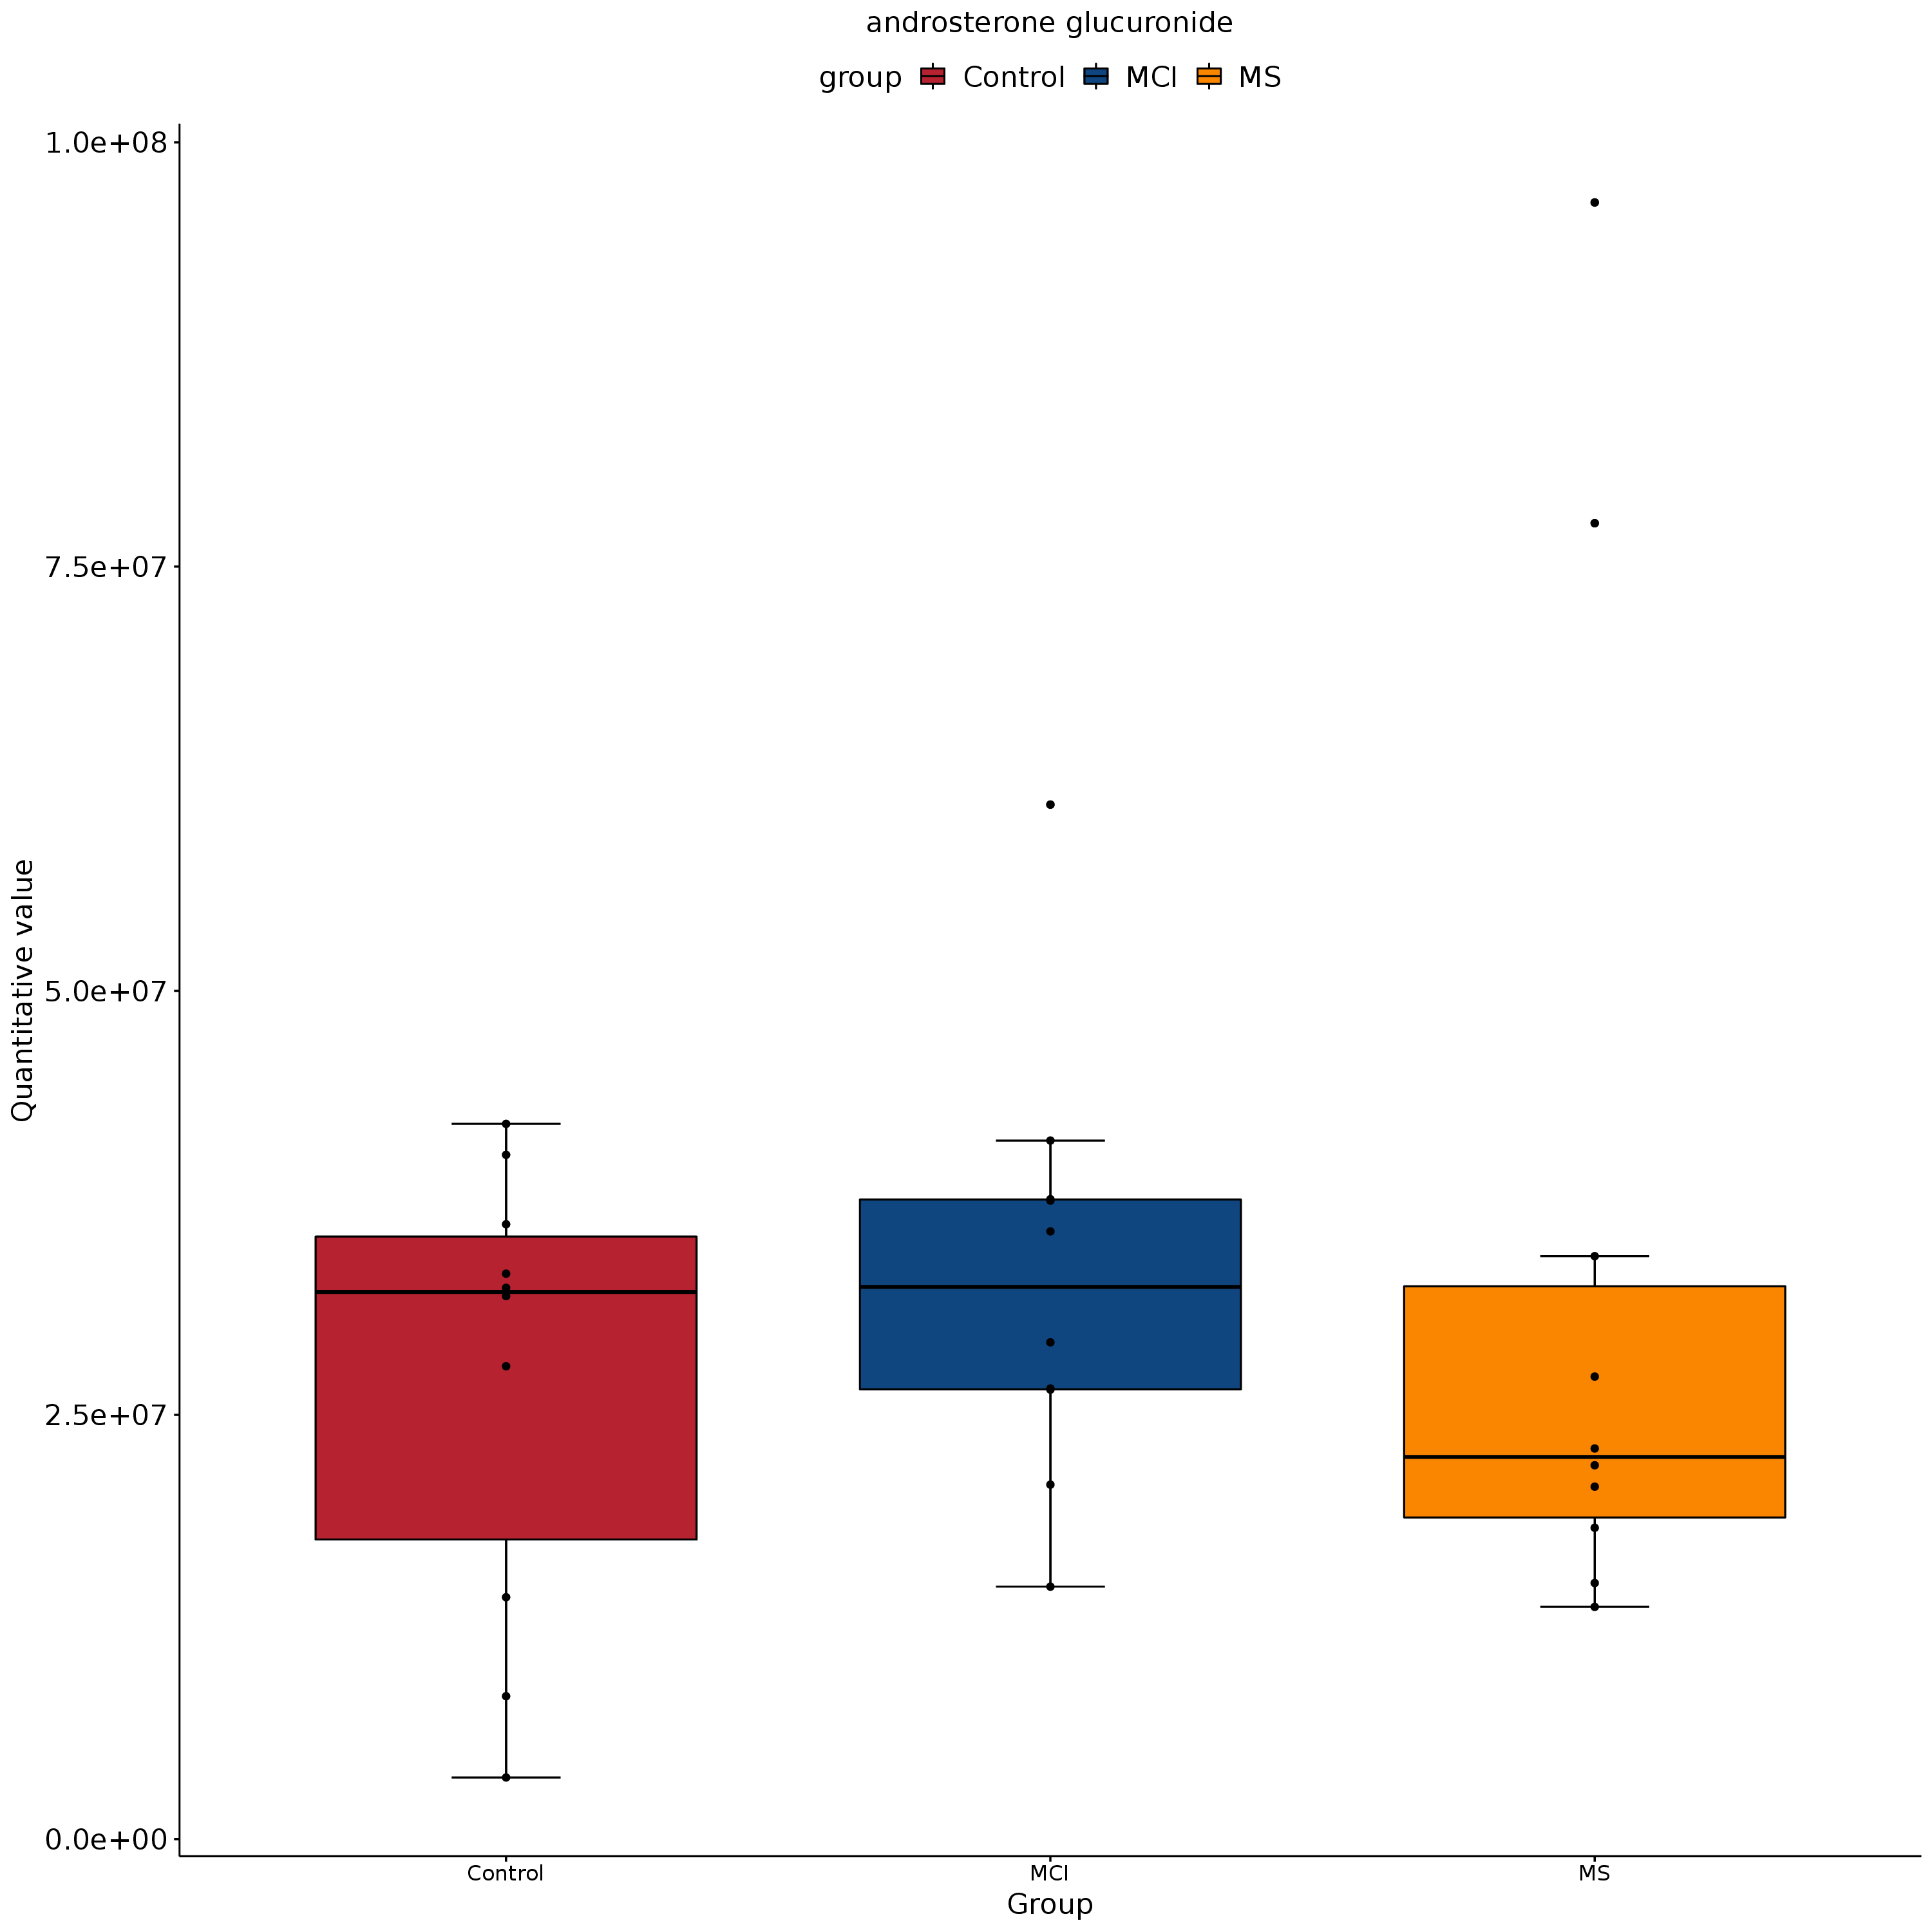 androsterone glucuronide
group Control MCI MS
1.0e+08
7.5e+07
5.0e+07
2.5e+07
0.0e+00
Quantitative value
Control MCI MS
Group